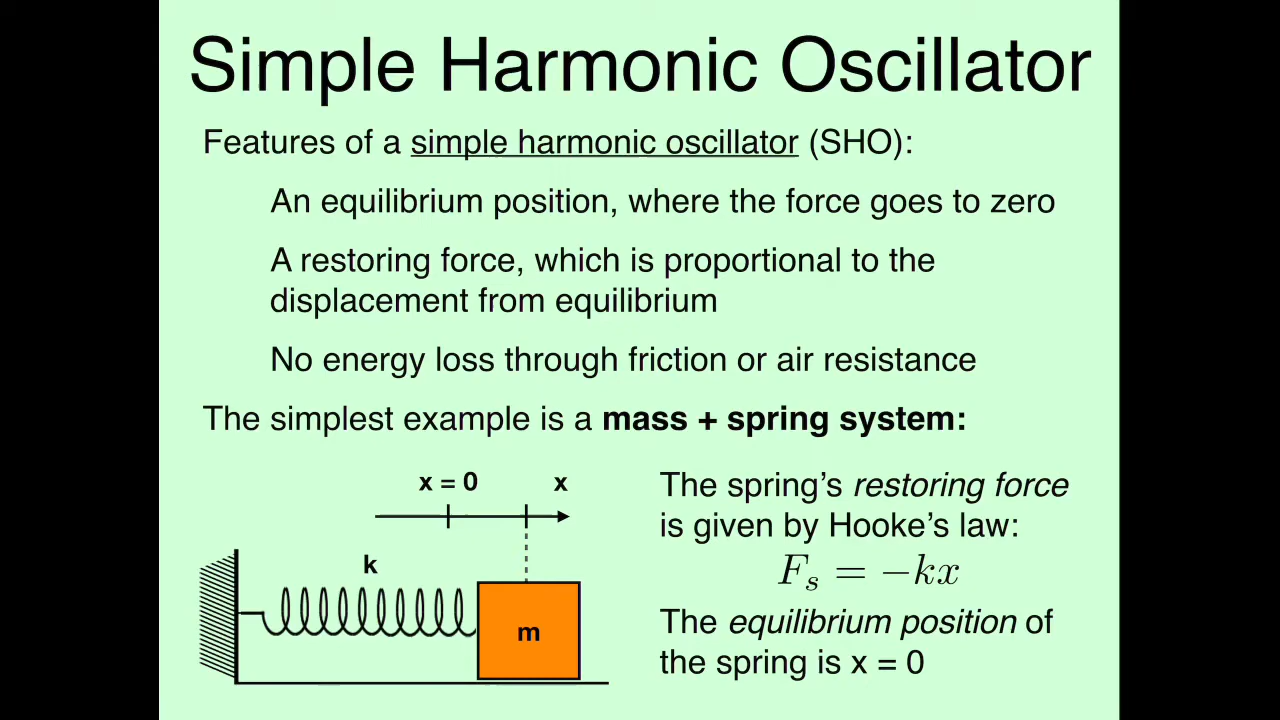 Simple Harmonic Oscillator
Features of a simple harmonic oscillator (SHO):
An equilibrium position, where the force goes to zero
A restoring force, which is proportional to the
displacement from equilibrium
No energy loss through friction or air resistance
The simplest example is a mass + spring system:
x = 0
x
k
m
The spring’s restoring force
is given by Hooke’s law:
F_s = −kx
The equilibrium position of
the spring is x = 0